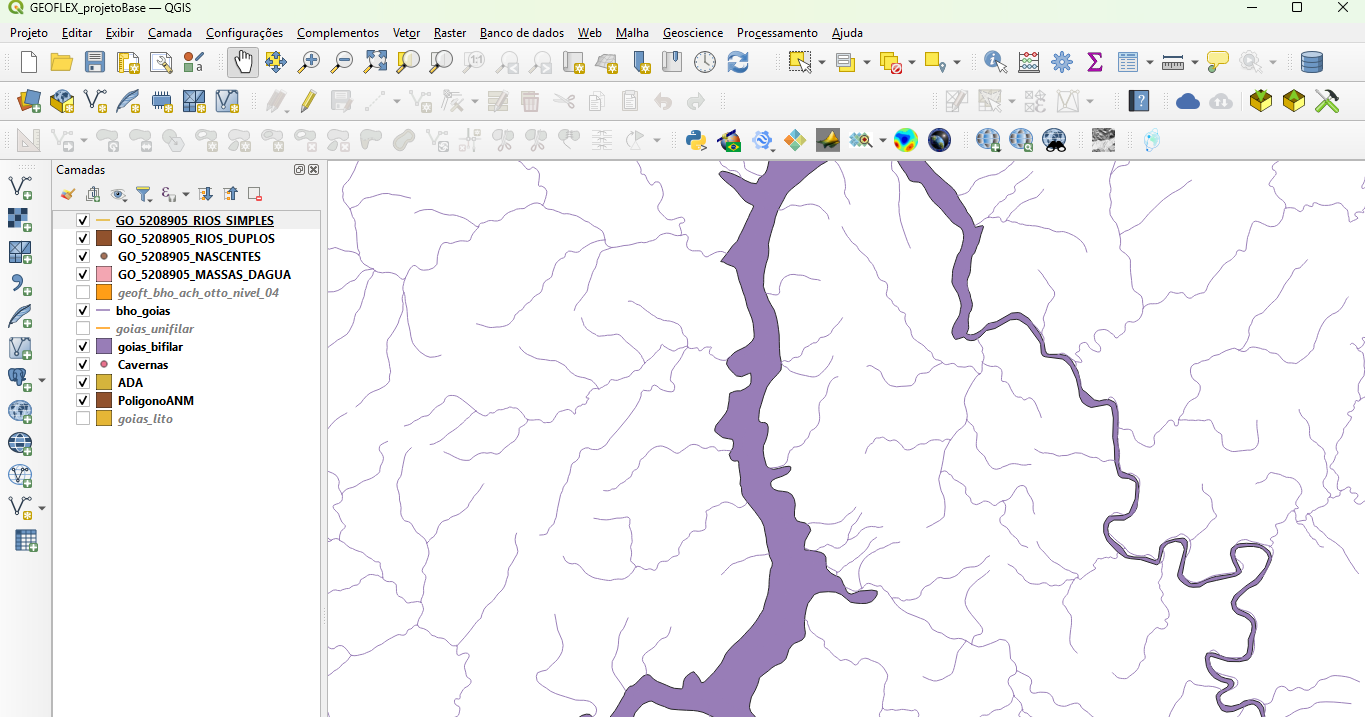 GEOFLEX_projetoBase — QGIS
Projeto Editar Exibir Camada Configurações Complementos Vetor Raster Banco de dados Web Malha Geoscience Processamento Ajuda
Camadas
GO_5208905_RIOS_SIMPLES
GO_5208905_RIOS_DUPLOS
GO_5208905_NASCENTES
GO_5208905_MASSAS_DAGUA
geoft_bho_ach_otto_nivel_04
bho_goias
goias_unifilar
goias_bifilar
Cavernas
ADA
PoligonoANM
goias_lito